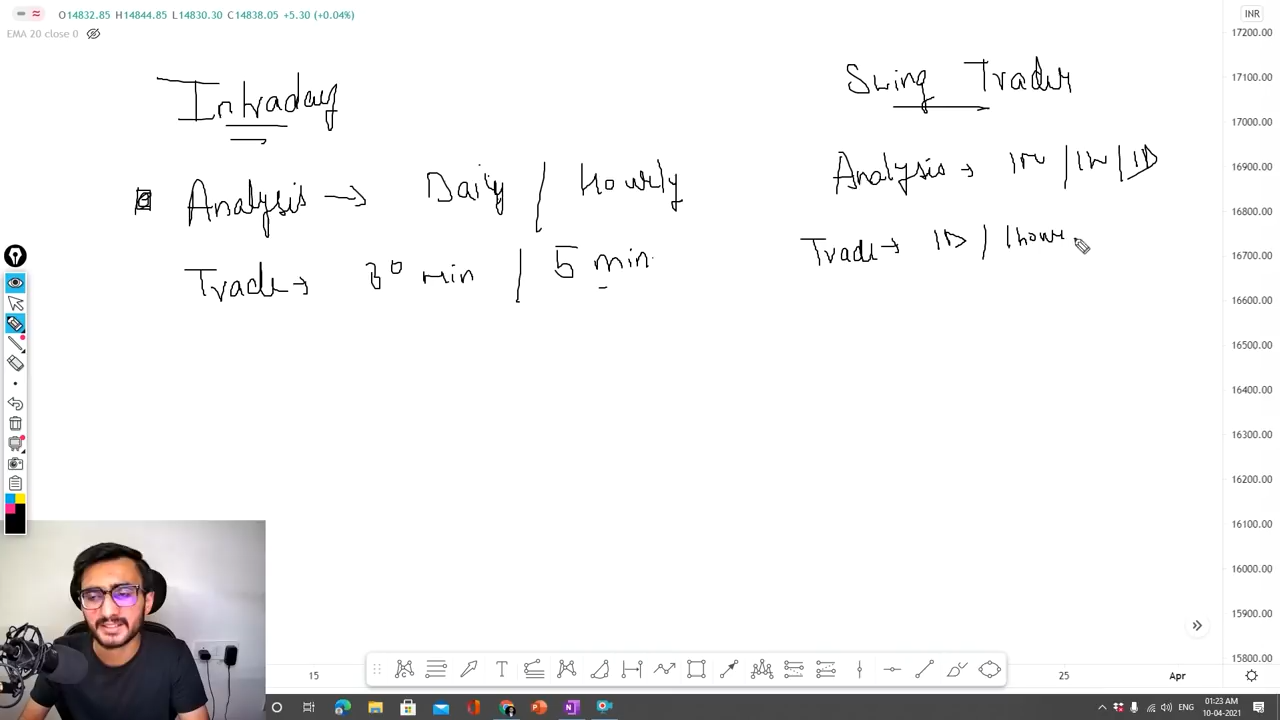 O14832.85 H14844.85 L14830.30 C14838.05 +5.30 (+0.04%)
EMA 20 close 0
INR
Intraday
Analysis → Daily / Hourly
Trade → 30 min / 5 min
Swing Trader
Analysis → 1M / 1W / 1D
Trade → 1D / 1 hour
17200.00
17100.00
17000.00
16900.00
16800.00
16700.00
16600.00
16500.00
16400.00
16300.00
16200.00
16100.00
16000.00
15900.00
15800.00
15 25 Apr
01:23 AM
ENG
10-04-2021